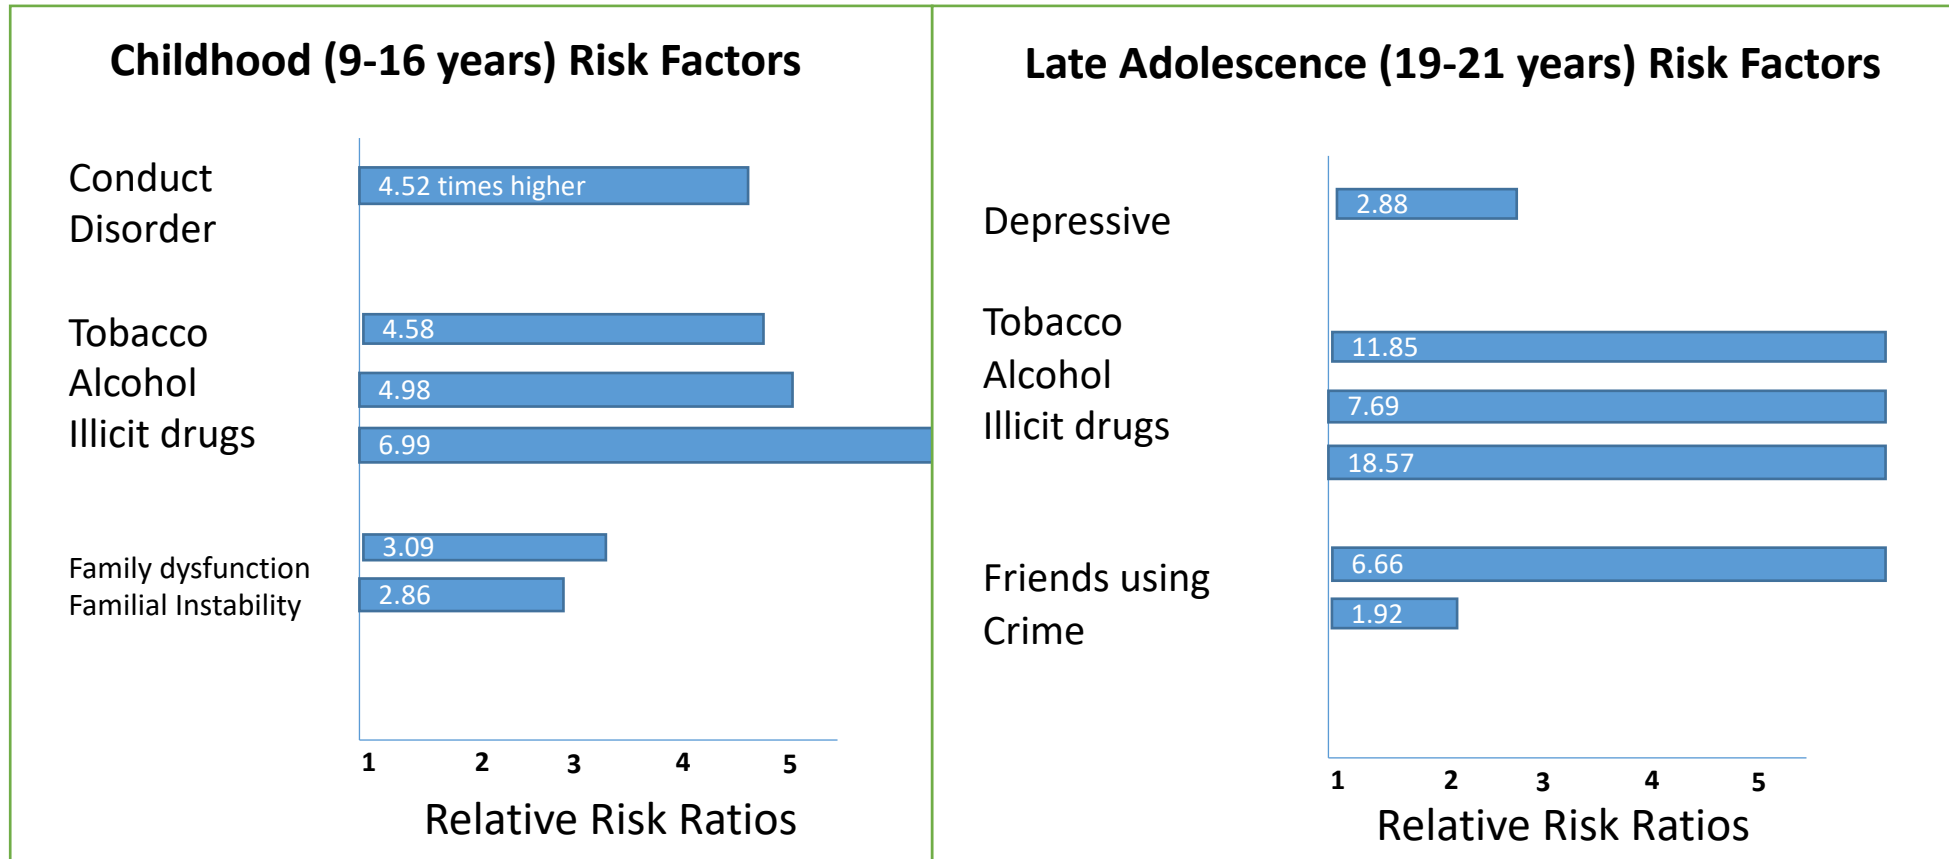 Childhood (9-16 years) Risk Factors
Conduct
Disorder
4.52 times higher
Tobacco
4.58
Alcohol
4.98
Illicit drugs
6.99
Family dysfunction
3.09
Familial Instability
2.86
1 2 3 4 5
Relative Risk Ratios
Late Adolescence (19-21 years) Risk Factors
Depressive
2.88
Tobacco
11.85
Alcohol
7.69
Illicit drugs
18.57
Friends using
6.66
Crime
1.92
1 2 3 4 5
Relative Risk Ratios